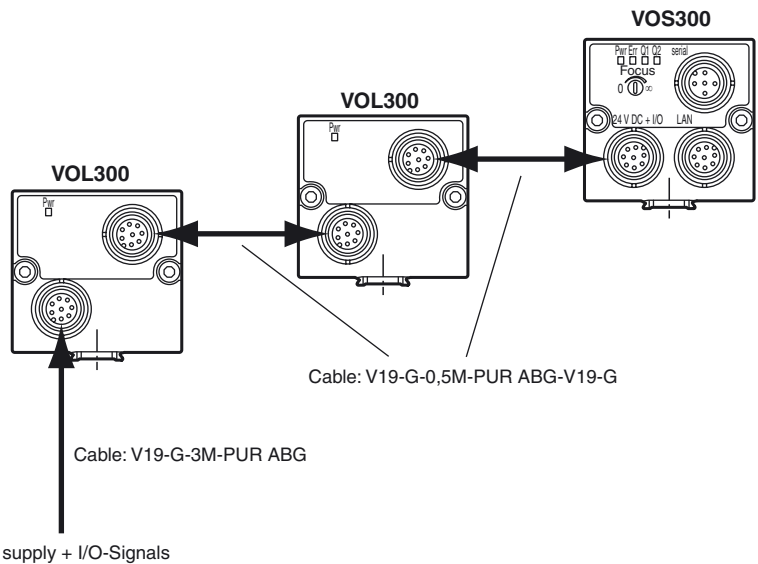 VOS300
Pwr Err Q1 Q2 serial
Focus
0 ∞
24 V DC + I/O LAN
VOL300
Pwr
VOL300
Pwr
Cable: V19-G-0,5M-PUR ABG-V19-G
Cable: V19-G-3M-PUR ABG
supply + I/O-Signals